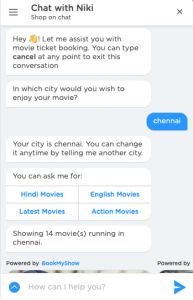 Chat with Niki
Shop on chat
Hey 👋! Let me assist you with
movie ticket booking. You can type
cancel at any point to exit this
conversation
In which city would you wish to
enjoy your movie?
chennai
Your city is chennai. You can change
it anytime by telling me another city.
You can ask me for:
Hindi Movies English Movies
Latest Movies Action Movies
Showing 14 movie(s) running in
chennai.
Powered by BookMyShow Powered by
How can I help you?